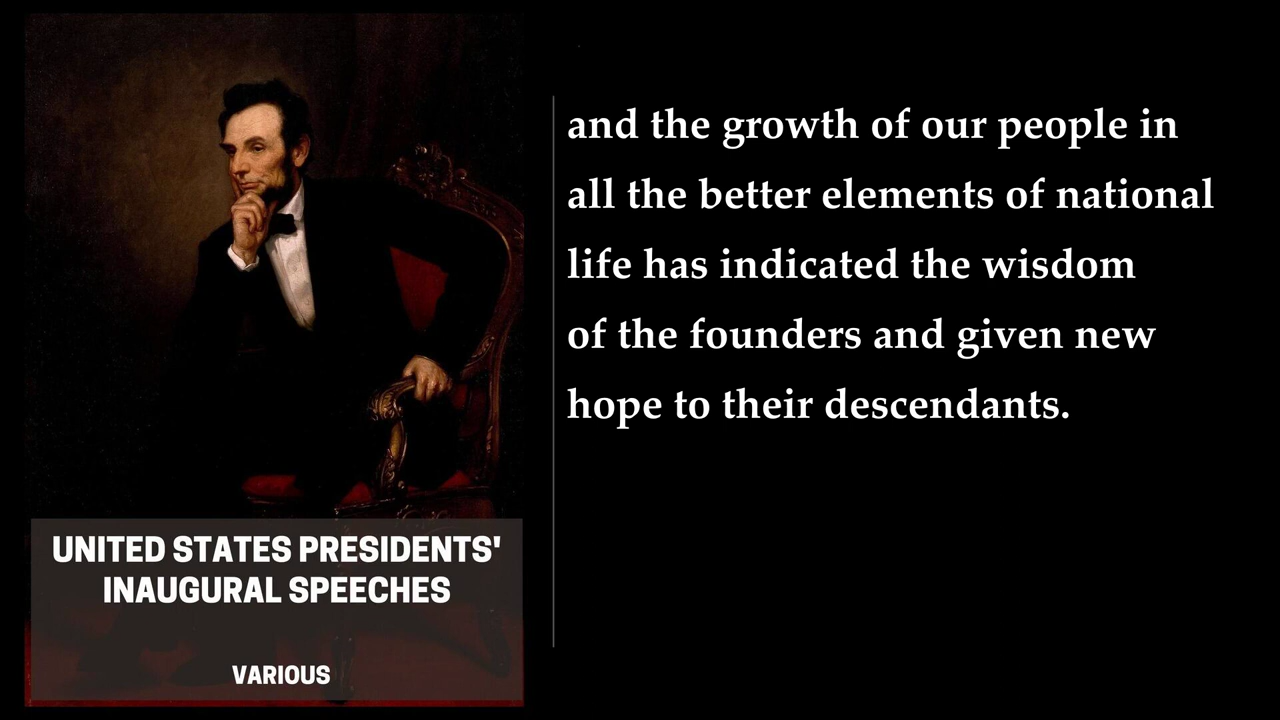 and the growth of our people in
all the better elements of national
life has indicated the wisdom
of the founders and given new
hope to their descendants.
UNITED STATES PRESIDENTS'
INAUGURAL SPEECHES
VARIOUS